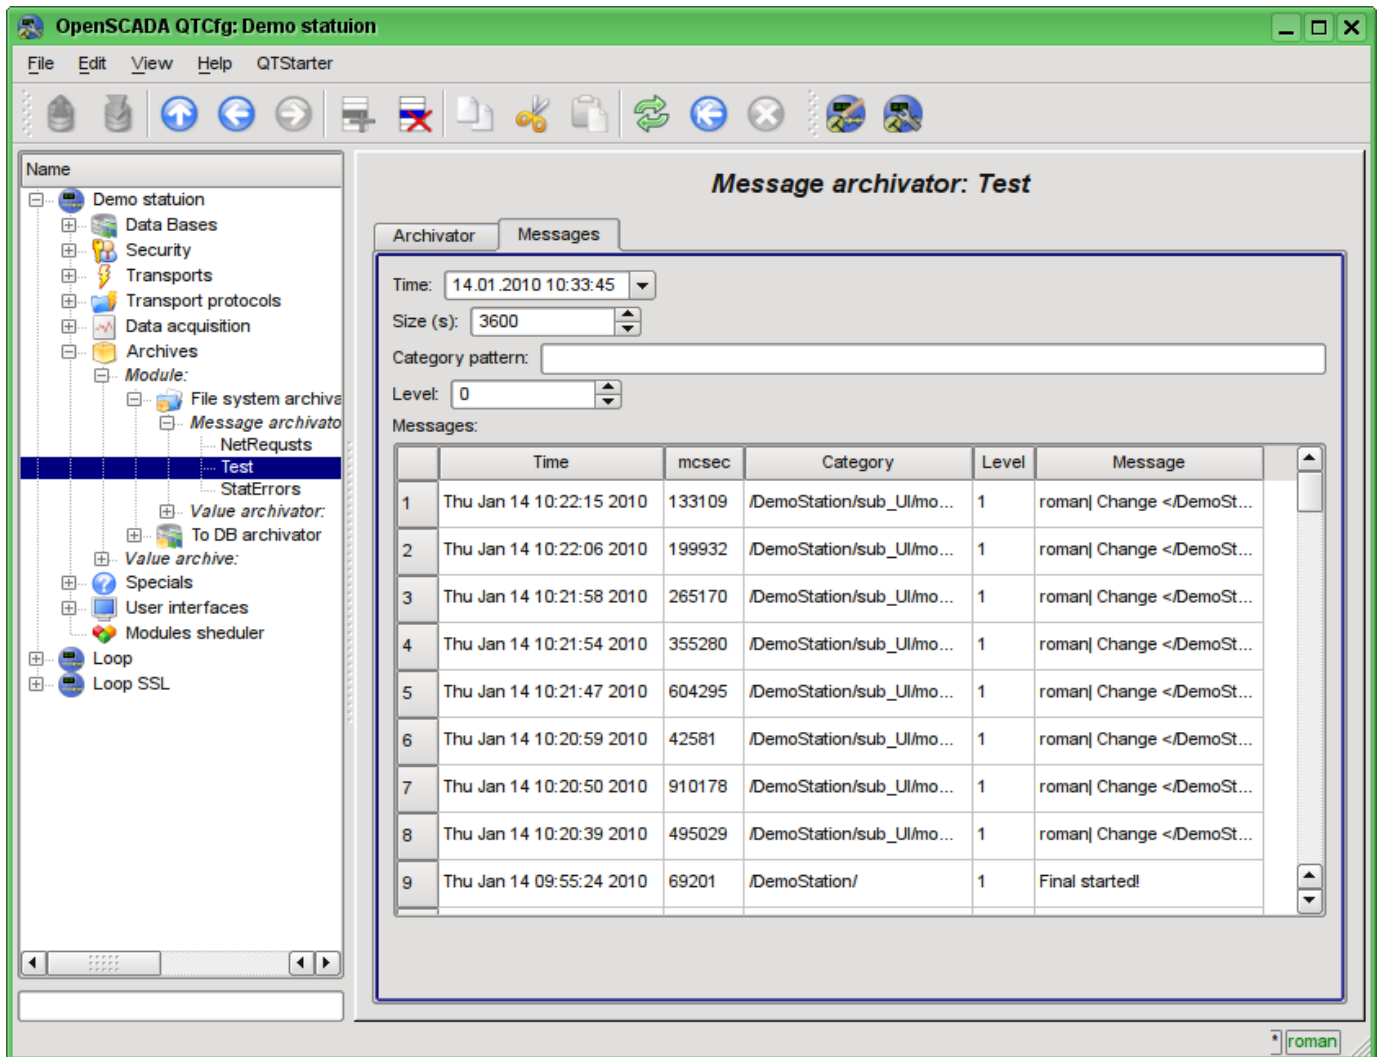 OpenSCADA QTCfg: Demo statuion
File Edit View Help QTStarter
Name
Demo statuion
Data Bases
Security
Transports
Transport protocols
Data acquisition
Archives
Module:
File system archiva
Message archivato
NetRequsts
Test
StatErrors
Value archivator:
To DB archivator
Value archive:
Specials
User interfaces
Modules sheduler
Loop
Loop SSL
Message archivator: Test
Archivator Messages
Time: 14.01.2010 10:33:45
Size (s): 3600
Category pattern:
Level: 0
Messages:
Time mcsec Category Level Message
1 Thu Jan 14 10:22:15 2010 133109 /DemoStation/sub_UI/mo... 1 roman| Change </DemoSt...
2 Thu Jan 14 10:22:06 2010 199932 /DemoStation/sub_UI/mo... 1 roman| Change </DemoSt...
3 Thu Jan 14 10:21:58 2010 265170 /DemoStation/sub_UI/mo... 1 roman| Change </DemoSt...
4 Thu Jan 14 10:21:54 2010 355280 /DemoStation/sub_UI/mo... 1 roman| Change </DemoSt...
5 Thu Jan 14 10:21:47 2010 604295 /DemoStation/sub_UI/mo... 1 roman| Change </DemoSt...
6 Thu Jan 14 10:20:59 2010 42581 /DemoStation/sub_UI/mo... 1 roman| Change </DemoSt...
7 Thu Jan 14 10:20:50 2010 910178 /DemoStation/sub_UI/mo... 1 roman| Change </DemoSt...
8 Thu Jan 14 10:20:39 2010 495029 /DemoStation/sub_UI/mo... 1 roman| Change </DemoSt...
9 Thu Jan 14 09:55:24 2010 69201 /DemoStation/ 1 Final started!
* roman